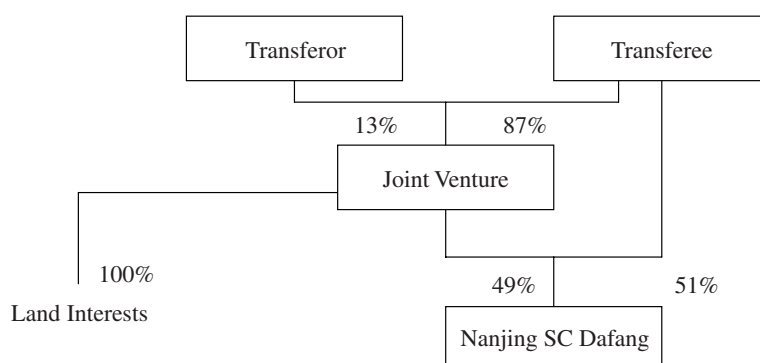 Transferor
Transferee
13%
87%
Joint Venture
100%
49%
51%
Land Interests
Nanjing SC Dafang